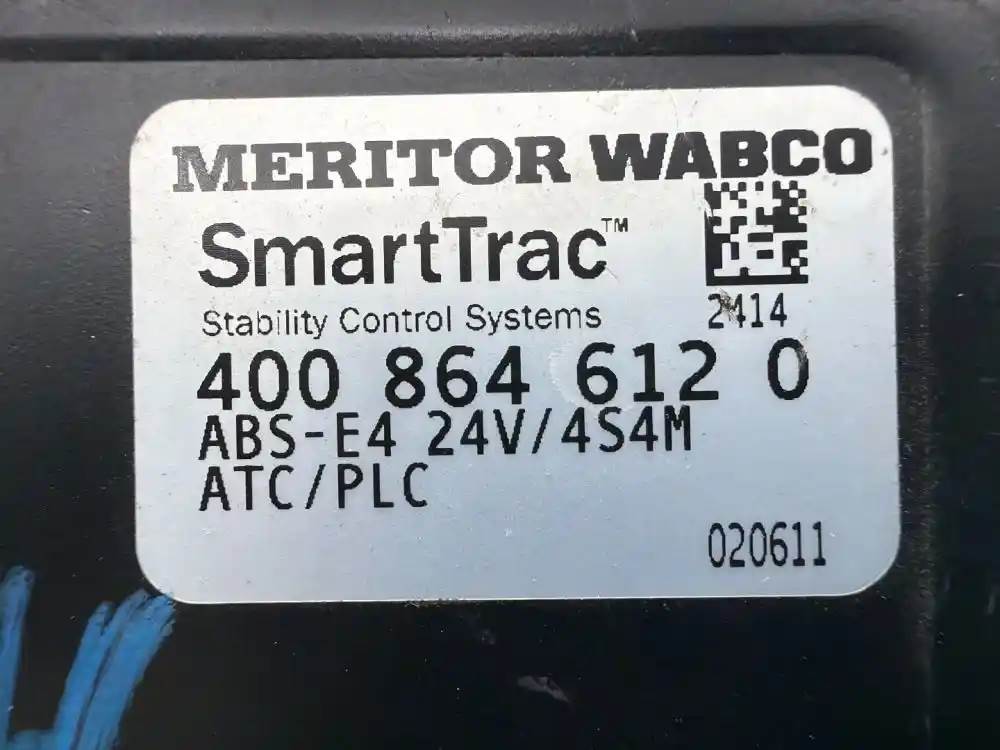 MERITOR WABCO
SmartTrac™
Stability Control Systems
2414
400 864 612 0
ABS-E4 24V/4S4M
ATC/PLC
020611